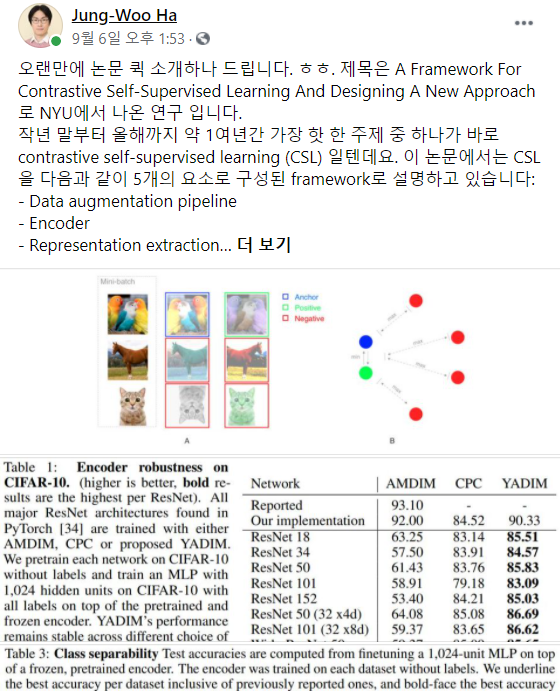 Jung-Woo Ha
9월 6일 오후 1:53 ·
오랜만에 논문 퀵 소개하나 드립니다. ㅎㅎ. 제목은 A Framework For
Contrastive Self-Supervised Learning And Designing A New Approach
로 NYU에서 나온 연구 입니다.
작년 말부터 올해까지 약 1여년간 가장 핫 한 주제 중 하나가 바로
contrastive self-supervised learning (CSL) 일텐데요. 이 논문에서는 CSL
을 다음과 같이 5개의 요소로 구성된 framework로 설명하고 있습니다:
- Data augmentation pipeline
- Encoder
- Representation extraction... 더 보기
Mini-batch
Anchor
Positive
Negative
A
B
Table 1: Encoder robustness on
CIFAR-10. (higher is better, bold re-
sults are the highest per ResNet). All
major ResNet architectures found in
PyTorch [34] are trained with either
AMDIM, CPC or proposed YADIM.
We pretrain each network on CIFAR-10
without labels and train an MLP with
1,024 hidden units on CIFAR-10 with
all labels on top of the pretrained and
frozen encoder. YADIM's performance
remains stable across different choice of
Network AMDIM CPC YADIM
Reported 93.10 - -
Our implementation 92.00 84.52 90.33
ResNet 18 63.25 83.14 85.51
ResNet 34 57.50 83.91 84.57
ResNet 50 61.43 83.76 85.83
ResNet 101 58.91 79.18 83.09
ResNet 152 53.40 84.21 85.03
ResNet 50 (32 x4d) 64.08 85.08 86.69
ResNet 101 (32 x8d) 59.37 83.65 86.62
Table 3: Class separability Test accuracies are computed from finetuning a 1,024-unit MLP on top
of a frozen, pretrained encoder. The encoder was trained on each dataset without labels. We underline
the best accuracy per dataset inclusive of previously reported ones, and bold-face the best accuracy